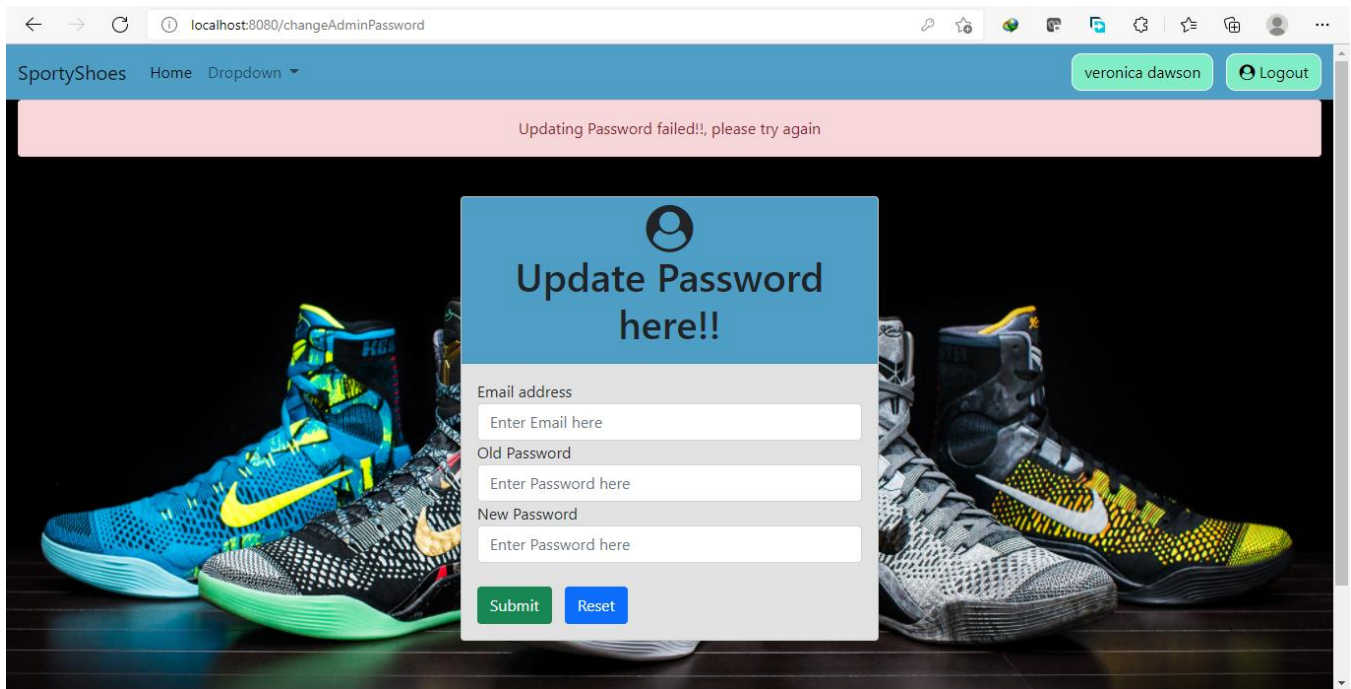 localhost:8080/changeAdminPassword
SportyShoes Home Dropdown veronica dawson Logout
Updating Password failed!!, please try again
Update Password
here!!
Email address
Enter Email here
Old Password
Enter Password here
New Password
Enter Password here
Submit Reset